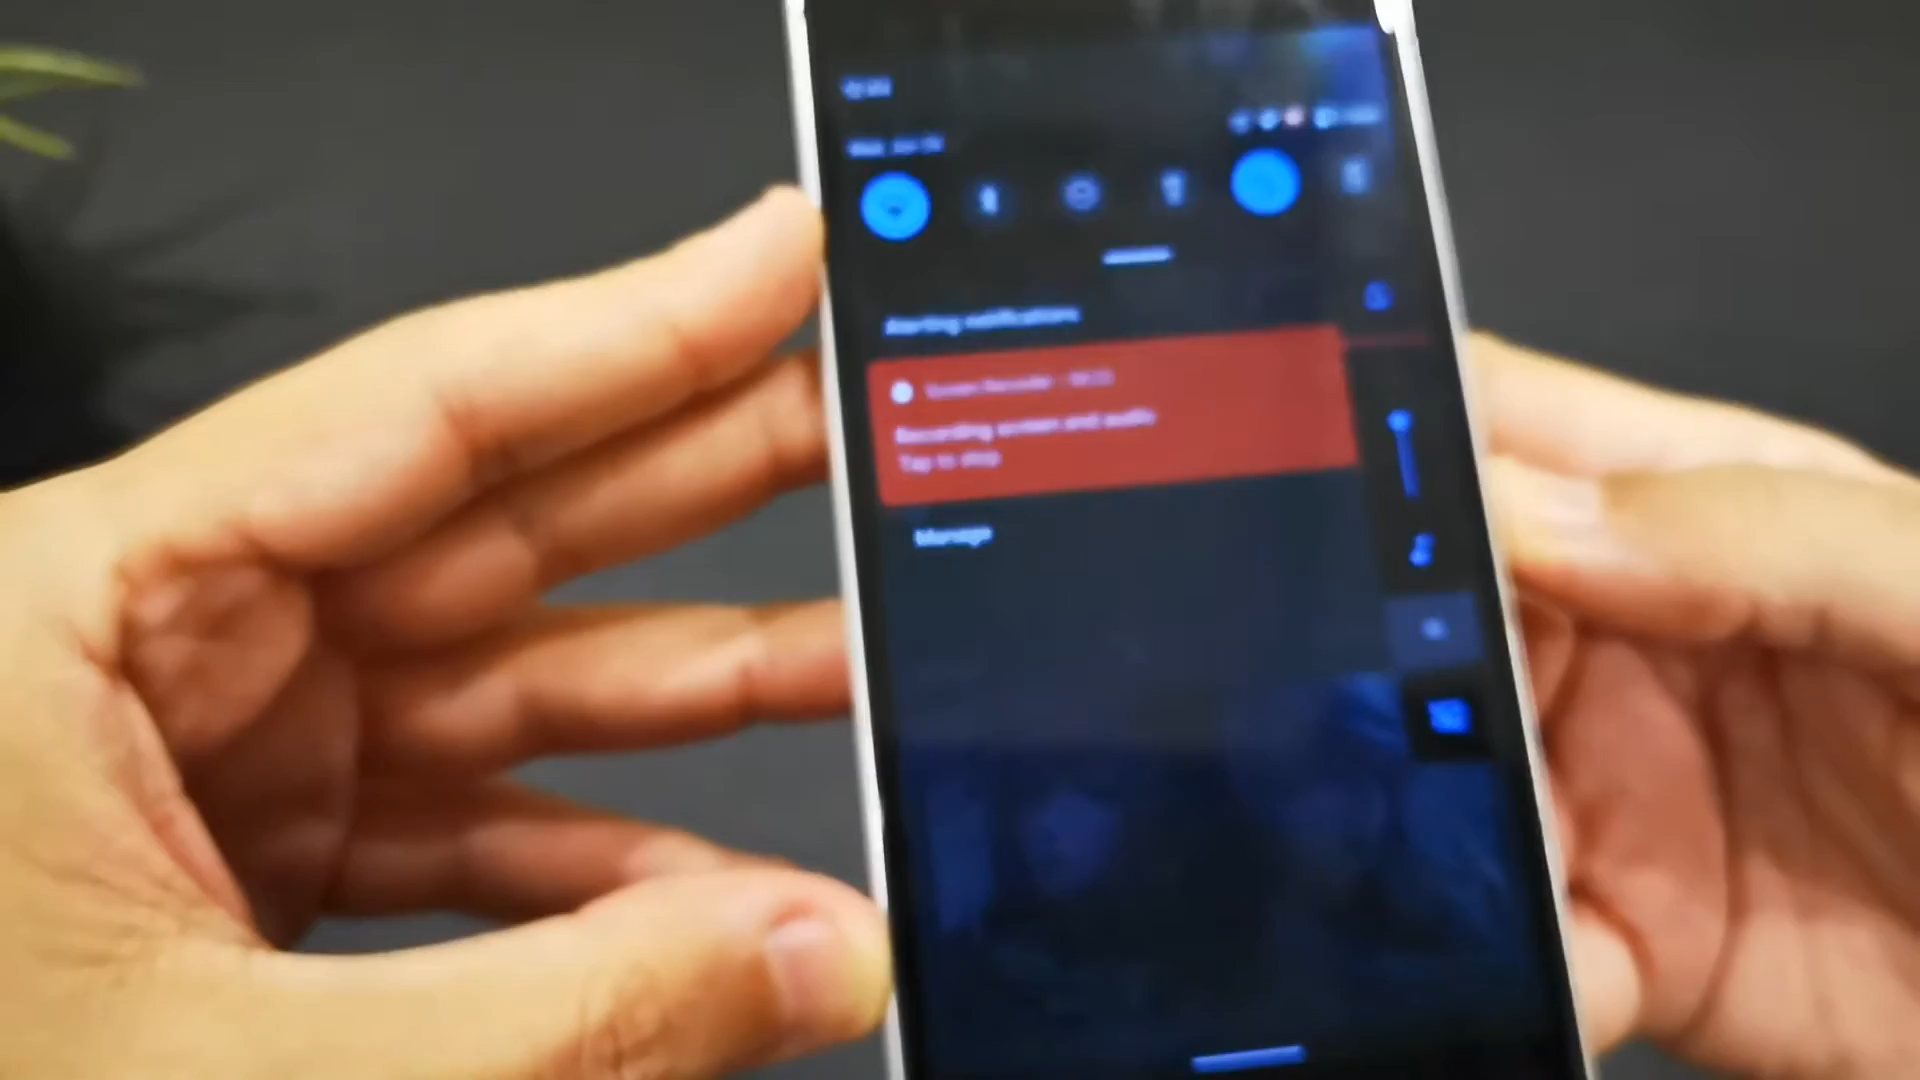 Alerting notifications
Screen Recorder
Recording screen and audio
Tap to stop
Manage